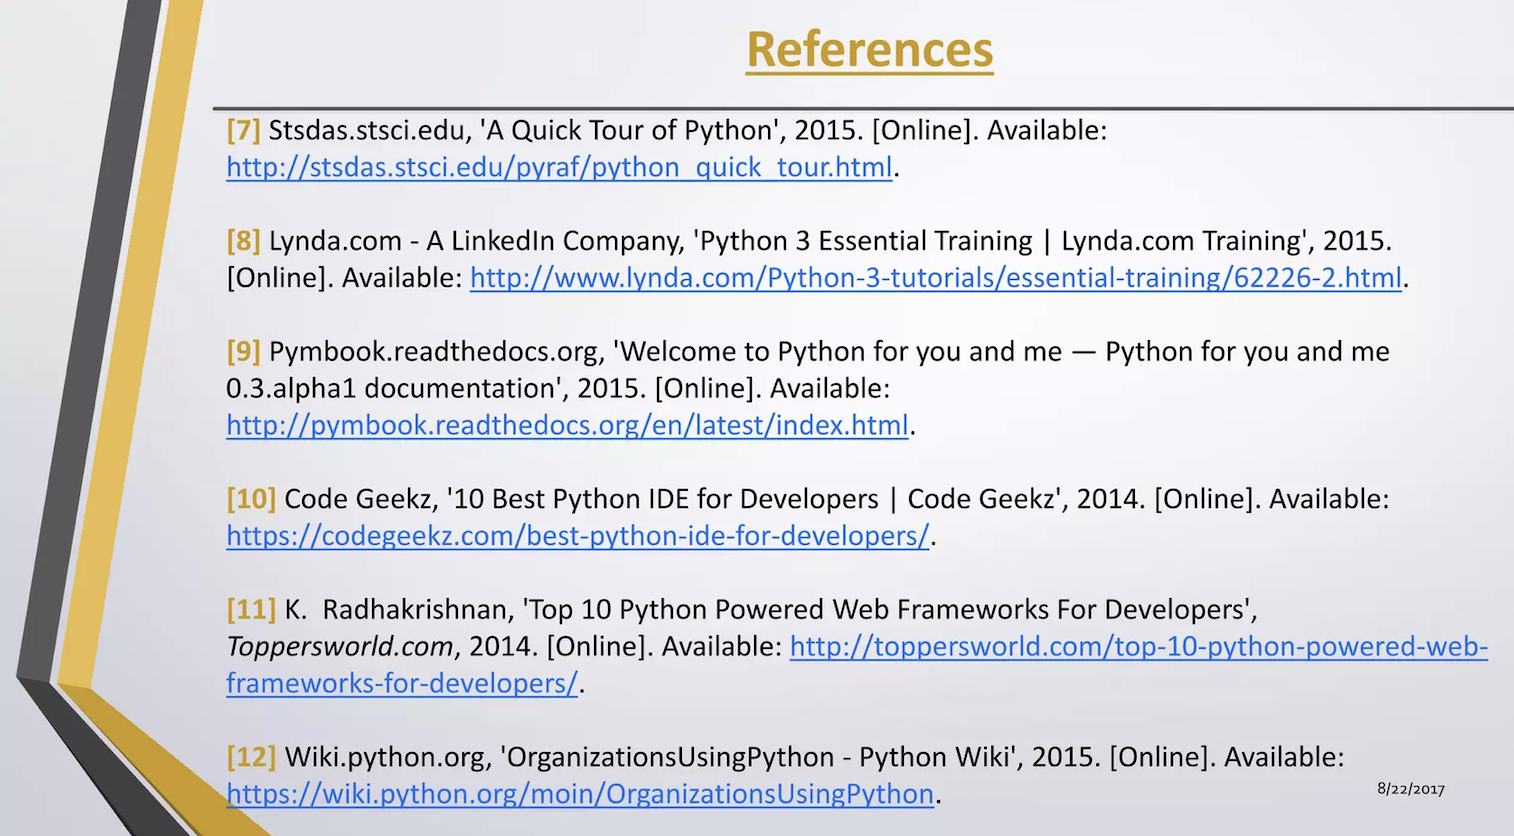 References
[7] Stsdas.stsci.edu, 'A Quick Tour of Python', 2015. [Online]. Available:
http://stsdas.stsci.edu/pyraf/python_quick_tour.html.
[8] Lynda.com - A LinkedIn Company, 'Python 3 Essential Training | Lynda.com Training', 2015.
[Online]. Available: http://www.lynda.com/Python-3-tutorials/essential-training/62226-2.html.
[9] Pymbook.readthedocs.org, 'Welcome to Python for you and me — Python for you and me
0.3.alpha1 documentation', 2015. [Online]. Available:
http://pymbook.readthedocs.org/en/latest/index.html.
[10] Code Geekz, '10 Best Python IDE for Developers | Code Geekz', 2014. [Online]. Available:
https://codegeekz.com/best-python-ide-for-developers/.
[11] K.  Radhakrishnan, 'Top 10 Python Powered Web Frameworks For Developers',
Toppersworld.com, 2014. [Online]. Available: http://toppersworld.com/top-10-python-powered-web-
frameworks-for-developers/.
[12] Wiki.python.org, 'OrganizationsUsingPython - Python Wiki', 2015. [Online]. Available:
https://wiki.python.org/moin/OrganizationsUsingPython.
8/22/2017